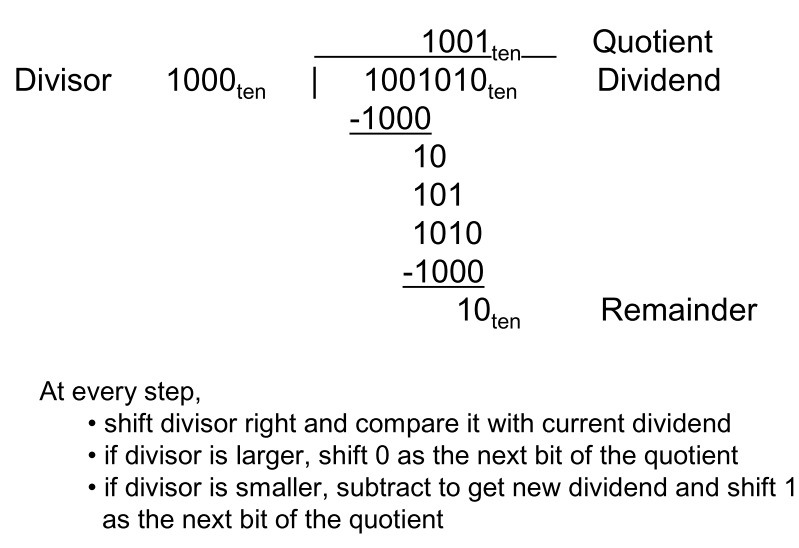 1001ten Quotient
Divisor 1000ten | 1001010ten Dividend
-1000
10
101
1010
-1000
10ten Remainder
At every step,
• shift divisor right and compare it with current dividend
• if divisor is larger, shift 0 as the next bit of the quotient
• if divisor is smaller, subtract to get new dividend and shift 1
as the next bit of the quotient